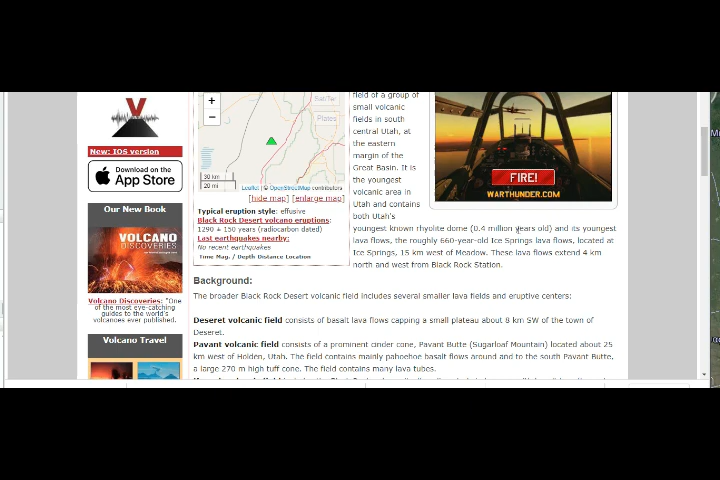 New: IOS version
Download on the
App Store
Our New Book
VOLCANO
DISCOVERIES
Volcano Discoveries: "One
of the most eye-catching
guides to the world's
volcanoes ever published.
Volcano Travel
+
−
Sat/Ter
Plates
30 km
20 mi
Leaflet | © OpenStreetMap contributors
[hide map] [enlarge map]
Typical eruption style: effusive
Black Rock Desert volcano eruptions:
1290 ± 150 years (radiocarbon dated)
Last earthquakes nearby:
No recent earthquakes
Time Mag. / Depth Distance Location
field of a group of
small volcanic
fields in south
central Utah, at
the eastern
margin of the
Great Basin. It is
the youngest
volcanic area in
Utah and contains
both Utah's
youngest known rhyolite dome (0.4 million years old) and its youngest
lava flows, the roughly 660-year-old Ice Springs lava flows, located at
Ice Springs, 15 km west of Meadow. These lava flows extend 4 km
north and west from Black Rock Station.
FIRE!
WARTHUNDER.COM
Background:
The broader Black Rock Desert volcanic field includes several smaller lava fields and eruptive centers:
Deseret volcanic field consists of basalt lava flows capping a small plateau about 8 km SW of the town of
Deseret.
Pavant volcanic field consists of a prominent cinder cone, Pavant Butte (Sugarloaf Mountain) located about 25
km west of Holden, Utah. The field contains mainly pahoehoe basalt flows around and to the south Pavant Butte,
a large 270 m high tuff cone. The field contains many lava tubes.